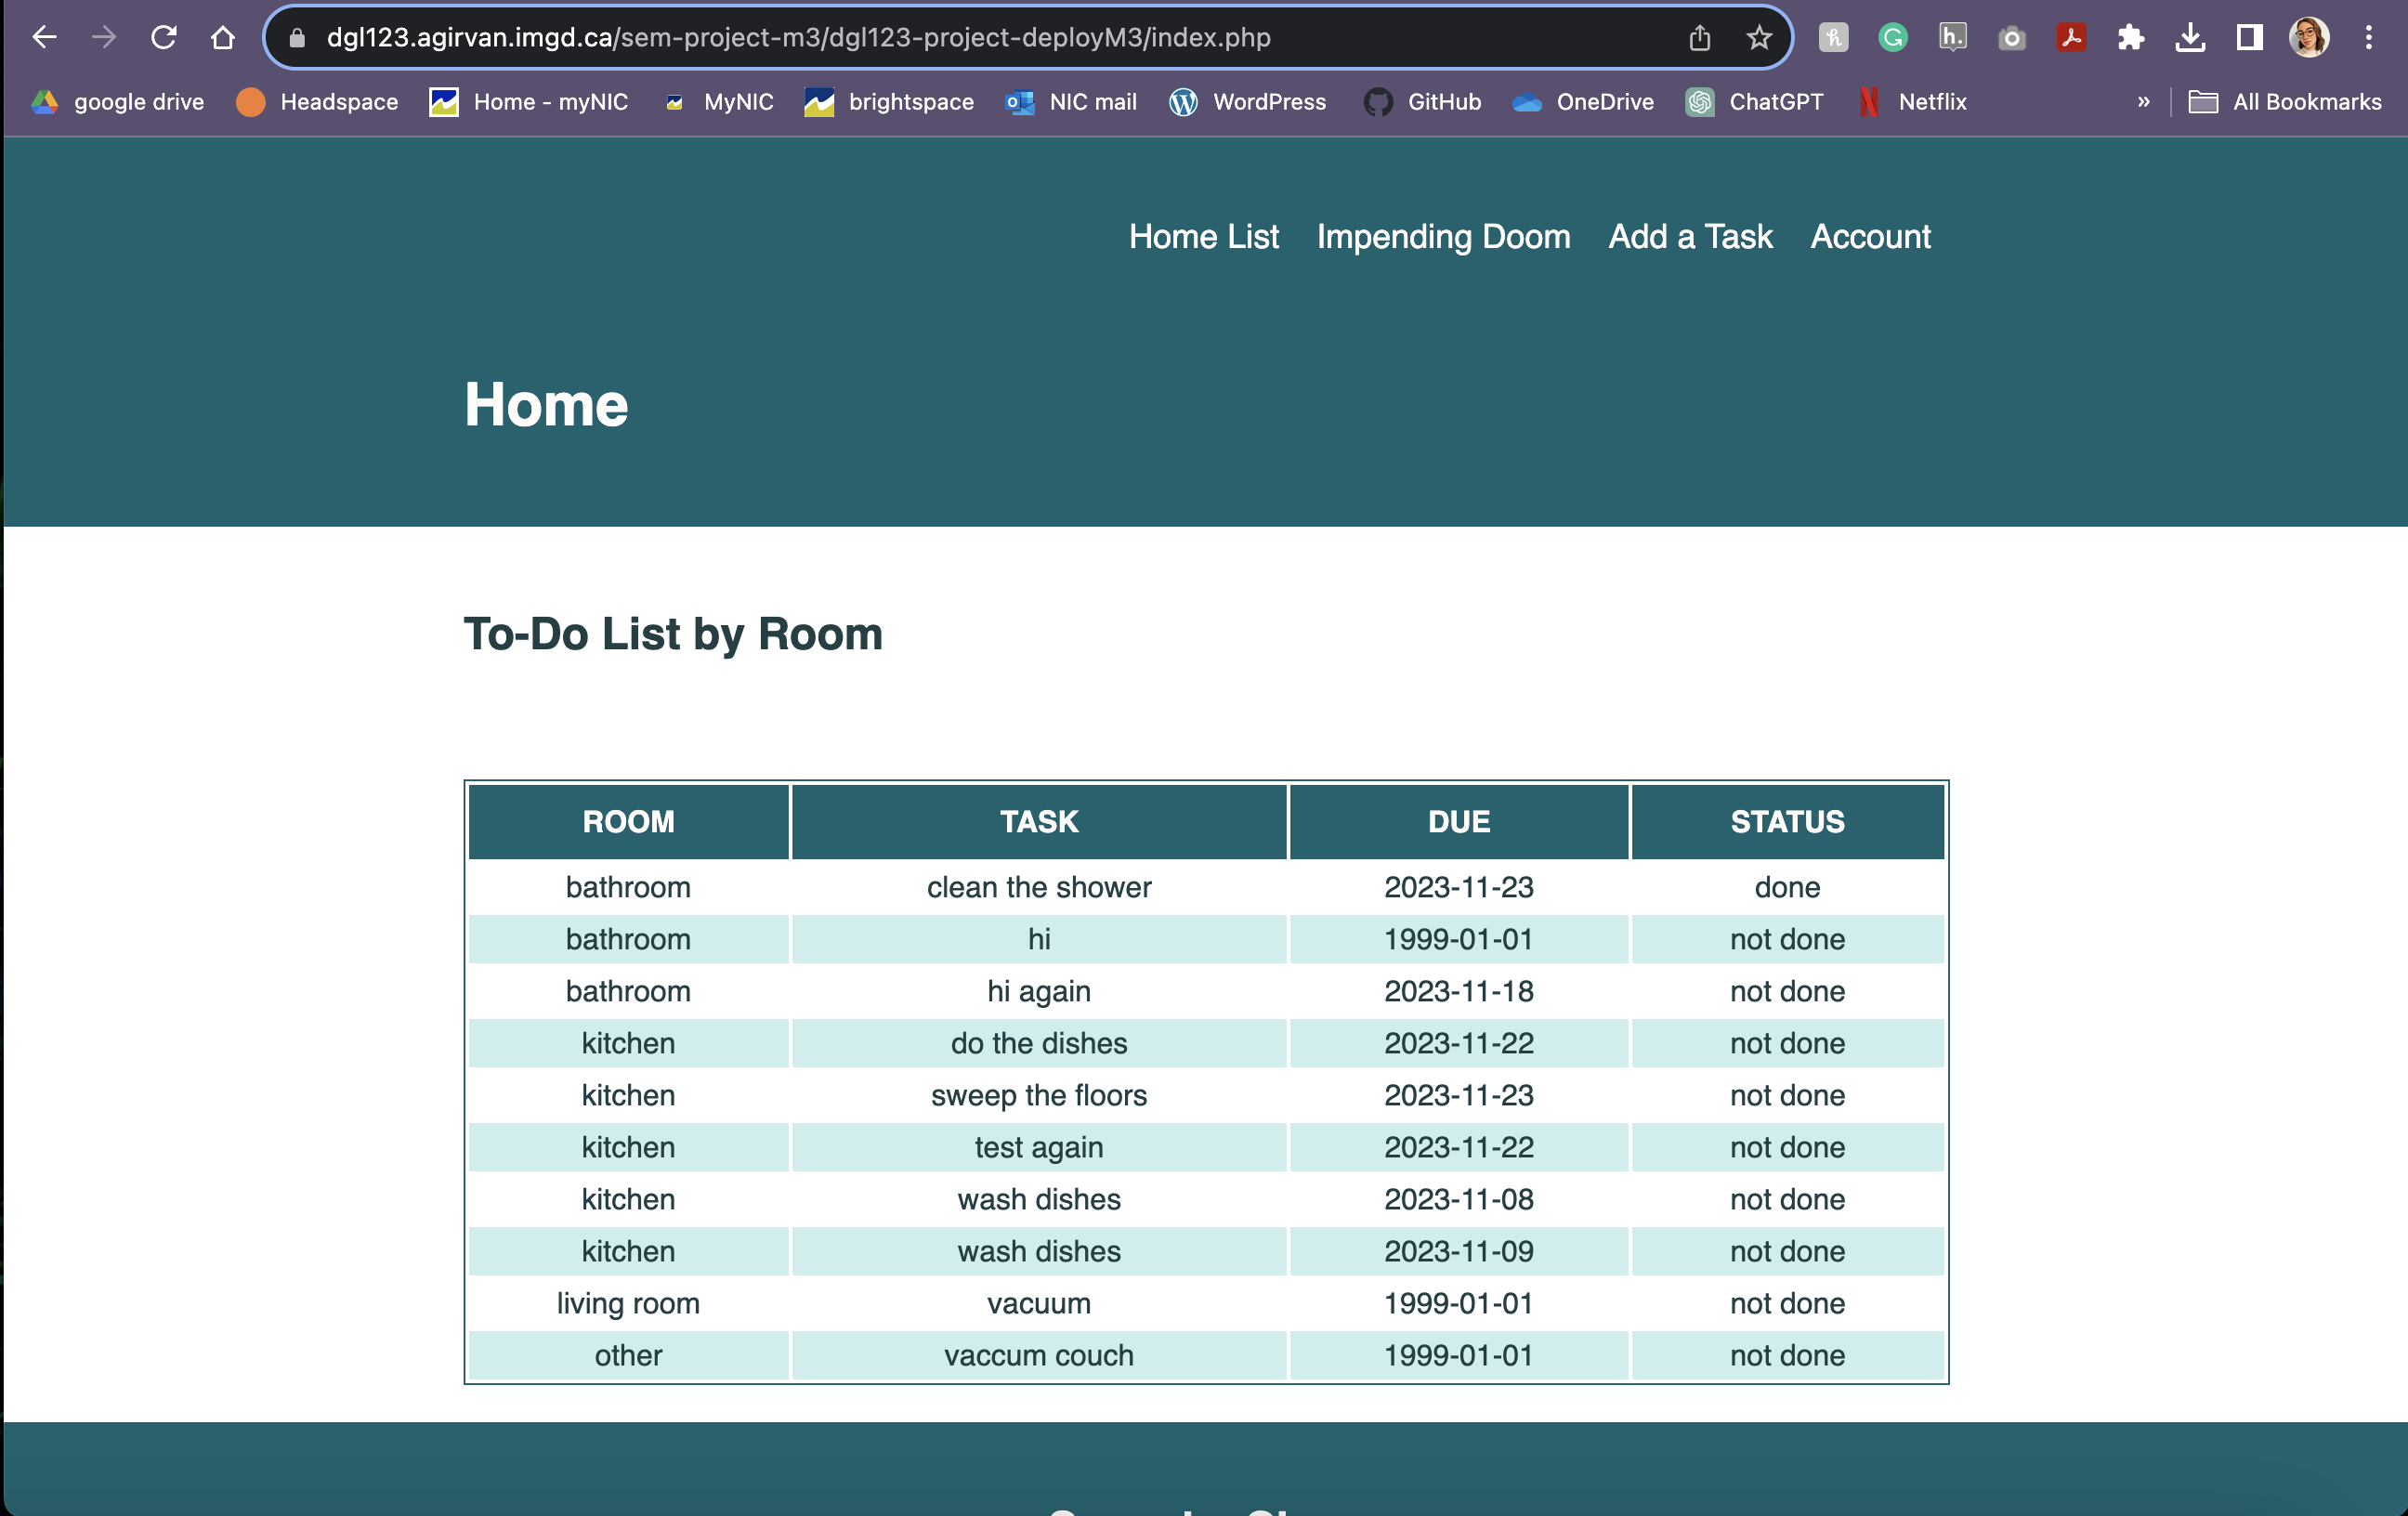 dgl123.agirvan.imgd.ca/sem-project-m3/dgl123-project-deployM3/index.php
google drive Headspace Home - myNIC MyNIC brightspace NIC mail WordPress GitHub OneDrive ChatGPT Netflix » All Bookmarks
Home List Impending Doom Add a Task Account
Home
To-Do List by Room
ROOM TASK DUE STATUS
bathroom clean the shower 2023-11-23 done
bathroom hi 1999-01-01 not done
bathroom hi again 2023-11-18 not done
kitchen do the dishes 2023-11-22 not done
kitchen sweep the floors 2023-11-23 not done
kitchen test again 2023-11-22 not done
kitchen wash dishes 2023-11-08 not done
kitchen wash dishes 2023-11-09 not done
living room vacuum 1999-01-01 not done
other vaccum couch 1999-01-01 not done